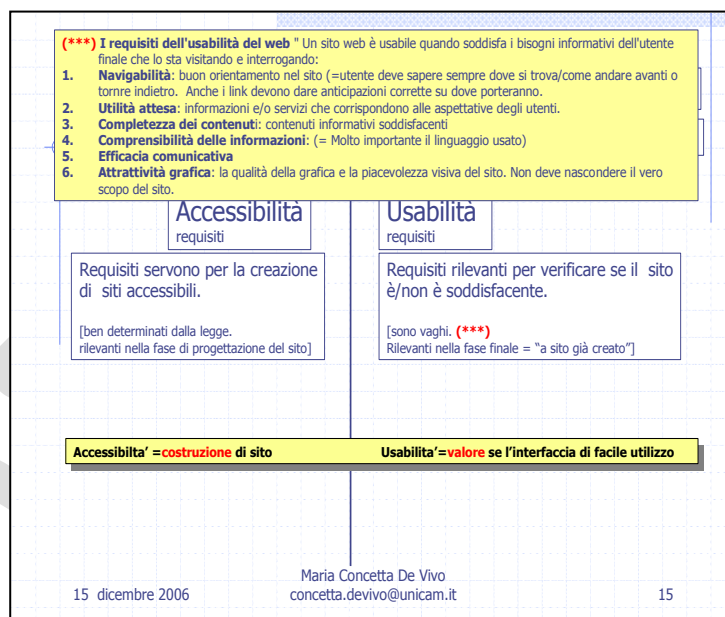 (***) I requisiti dell'usabilità del web " Un sito web è usabile quando soddisfa i bisogni informativi dell'utente
finale che lo sta visitando e interrogando:
1. Navigabilità: buon orientamento nel sito (=utente deve sapere sempre dove si trova/come andare avanti o
tornre indietro. Anche i link devono dare anticipazioni corrette su dove porteranno.
2. Utilità attesa: informazioni e/o servizi che corrispondono alle aspettative degli utenti.
3. Completezza dei contenuti: contenuti informativi soddisfacenti
4. Comprensibilità delle informazioni: (= Molto importante il linguaggio usato)
5. Efficacia comunicativa
6. Attrattività grafica: la qualità della grafica e la piacevolezza visiva del sito. Non deve nascondere il vero
scopo del sito.
Accessibilità
requisiti
Requisiti servono per la creazione
di siti accessibili.
[ben determinati dalla legge.
rilevanti nella fase di progettazione del sito]
Usabilità
requisiti
Requisiti rilevanti per verificare se il sito
è/non è soddisfacente.
[sono vaghi. (***)
Rilevanti nella fase finale = “a sito già creato”]
Accessibilta’ =costruzione di sito
Usabilita’=valore se l’interfaccia di facile utilizzo
15 dicembre 2006
Maria Concetta De Vivo
concetta.devivo@unicam.it
15